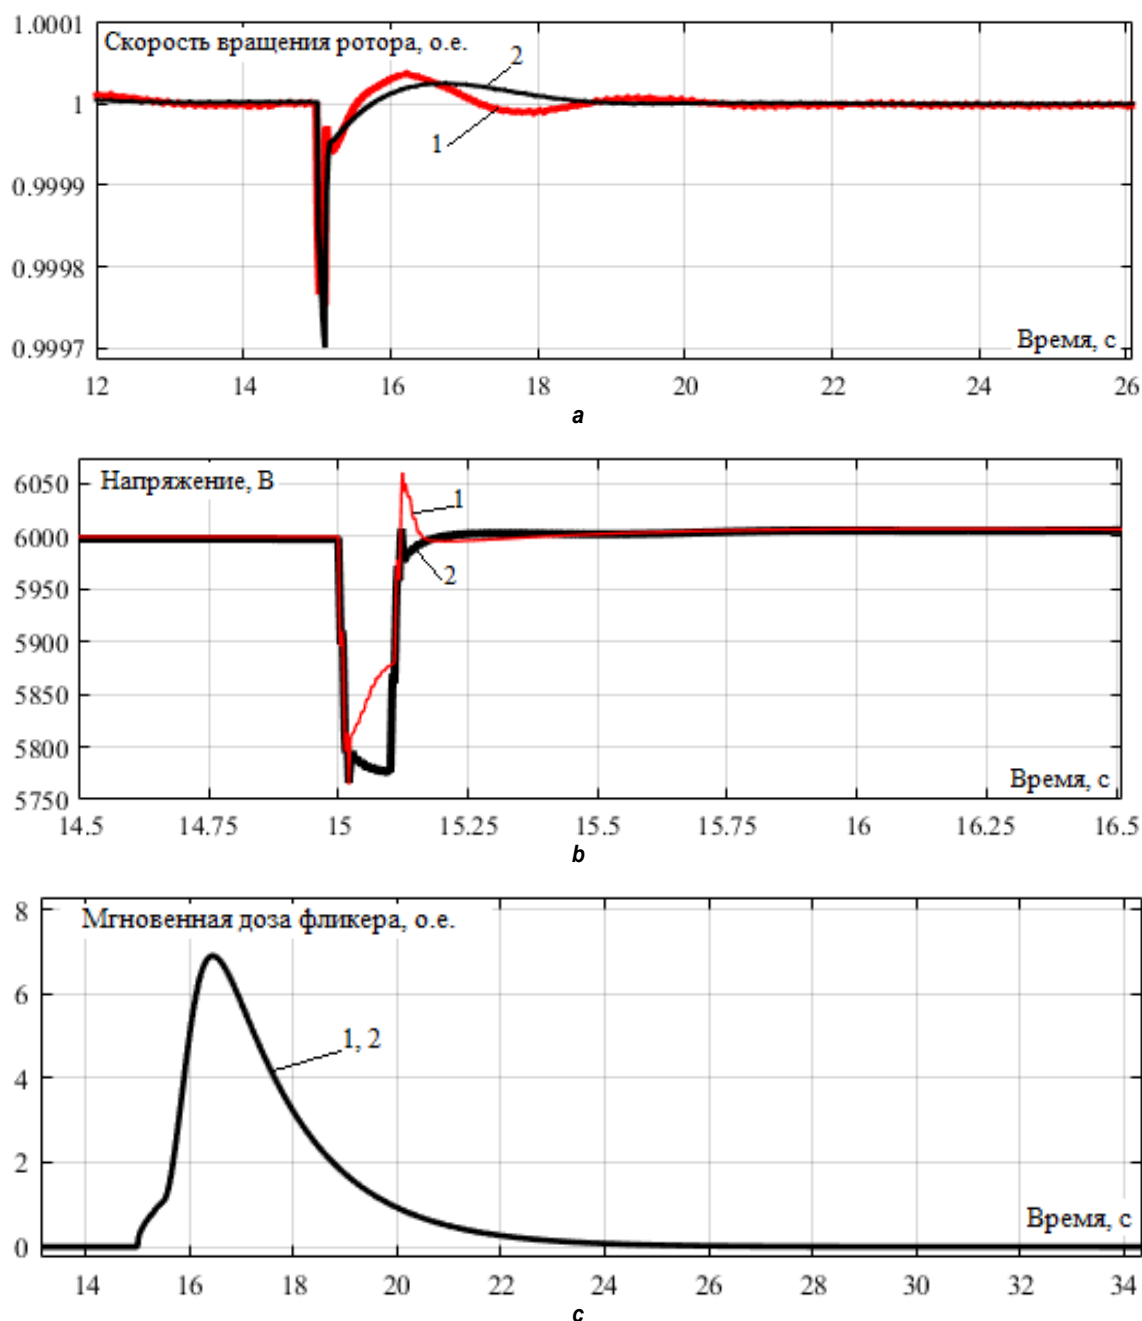 1.0001
Скорость вращения ротора, о.е.
2
1
1
0.9999
0.9998
0.9997
Время, с
12 14 16 18 20 22 24 26
a
6050
Напряжение, В
1
6000
2
5950
5900
5850
5800
5750
Время, с
14.5 14.75 15 15.25 15.5 15.75 16 16.25 16.5
b
8
Мгновенная доза фликера, о.е.
6
1, 2
4
2
Время, с
0
14 16 18 20 22 24 26 28 30 32 34
c